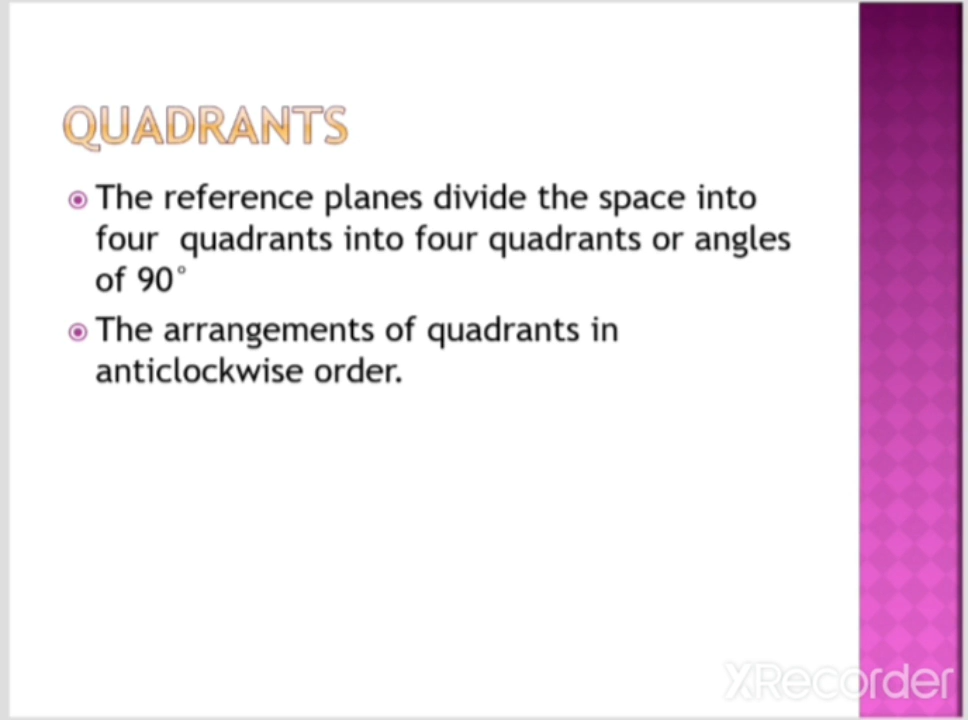 QUADRANTS
The reference planes divide the space into
four quadrants into four quadrants or angles
of 90°
The arrangements of quadrants in
anticlockwise order.
XRecorder